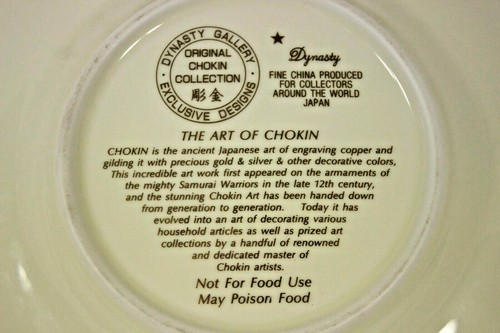 DYNASTY GALLERY
ORIGINAL
CHOKIN
COLLECTION
彫金
EXCLUSIVE DESIGNS
Dynasty
FINE CHINA PRODUCED
FOR COLLECTORS
AROUND THE WORLD
JAPAN
THE ART OF CHOKIN
CHOKIN is the ancient Japanese art of engraving copper and
gilding it with precious gold & silver & other decorative colors,
This incredible art work first appeared on the armaments of
the mighty Samurai Warriors in the late 12th century,
and the stunning Chokin Art has been handed down
from generation to generation. Today it has
evolved into an art of decorating various
household articles as well as prized art
collections by a handful of renowned
and dedicated master of
Chokin artists.
Not For Food Use
May Poison Food